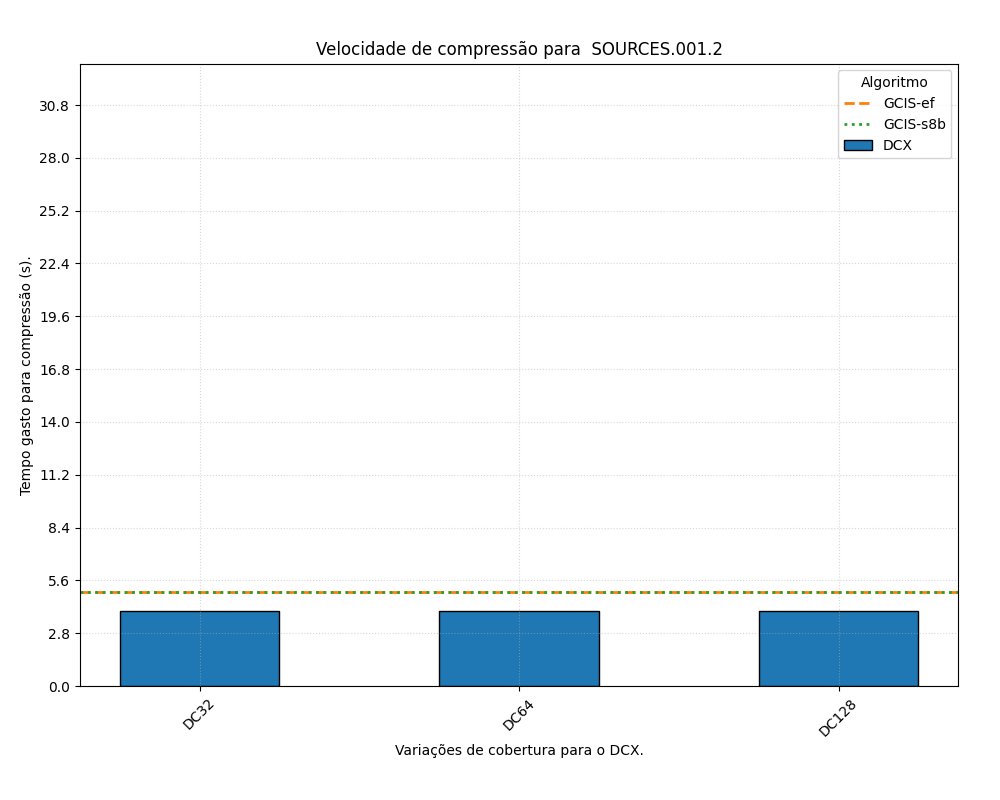 Velocidade de compressão para  SOURCES.001.2
Algoritmo
GCIS-ef
GCIS-s8b
DCX
Tempo gasto para compressão (s).
30.8
28.0
25.2
22.4
19.6
16.8
14.0
11.2
8.4
5.6
2.8
0.0
DC32
DC64
DC128
Variações de cobertura para o DCX.